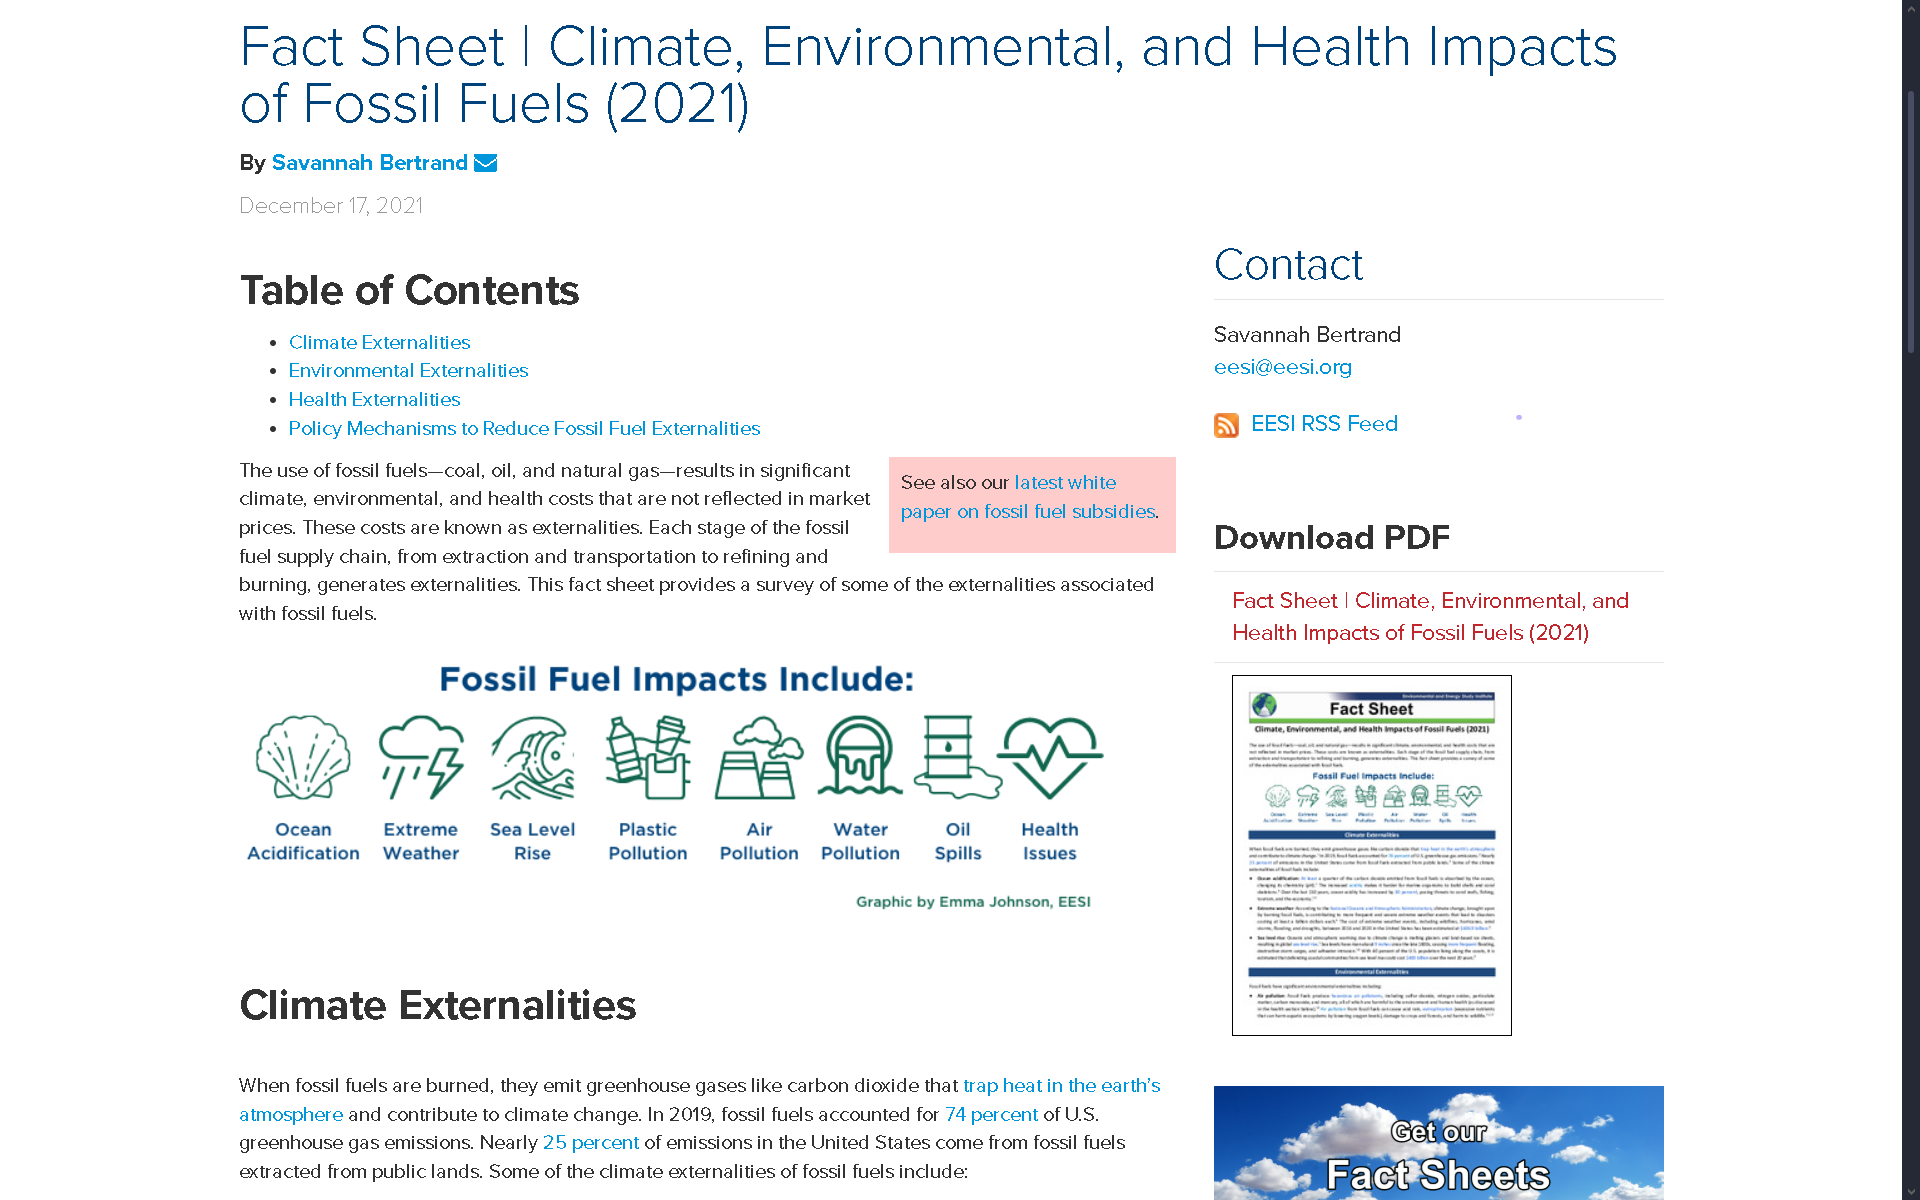 Fact Sheet | Climate, Environmental, and Health Impacts
of Fossil Fuels (2021)
By Savannah Bertrand
December 17, 2021
Table of Contents
Climate Externalities
Environmental Externalities
Health Externalities
Policy Mechanisms to Reduce Fossil Fuel Externalities
The use of fossil fuels—coal, oil, and natural gas—results in significant
climate, environmental, and health costs that are not reflected in market
prices. These costs are known as externalities. Each stage of the fossil
fuel supply chain, from extraction and transportation to refining and
burning, generates externalities. This fact sheet provides a survey of some of the externalities associated
with fossil fuels.
See also our latest white
paper on fossil fuel subsidies.
Fossil Fuel Impacts Include:
Ocean
Acidification
Extreme
Weather
Sea Level
Rise
Plastic
Pollution
Air
Pollution
Water
Pollution
Oil
Spills
Health
Issues
Graphic by Emma Johnson, EESI
Climate Externalities
When fossil fuels are burned, they emit greenhouse gases like carbon dioxide that trap heat in the earth's
atmosphere and contribute to climate change. In 2019, fossil fuels accounted for 74 percent of U.S.
greenhouse gas emissions. Nearly 25 percent of emissions in the United States come from fossil fuels
extracted from public lands. Some of the climate externalities of fossil fuels include:
Contact
Savannah Bertrand
eesi@eesi.org
EESI RSS Feed
Download PDF
Fact Sheet | Climate, Environmental, and
Health Impacts of Fossil Fuels (2021)
Environmental and Energy Study Institute
Fact Sheet
Climate, Environmental, and Health Impacts of Fossil Fuels (2021)
Fossil Fuel Impacts Include:
Climate Externalities
Environmental Externalities
Get our
Fact Sheets